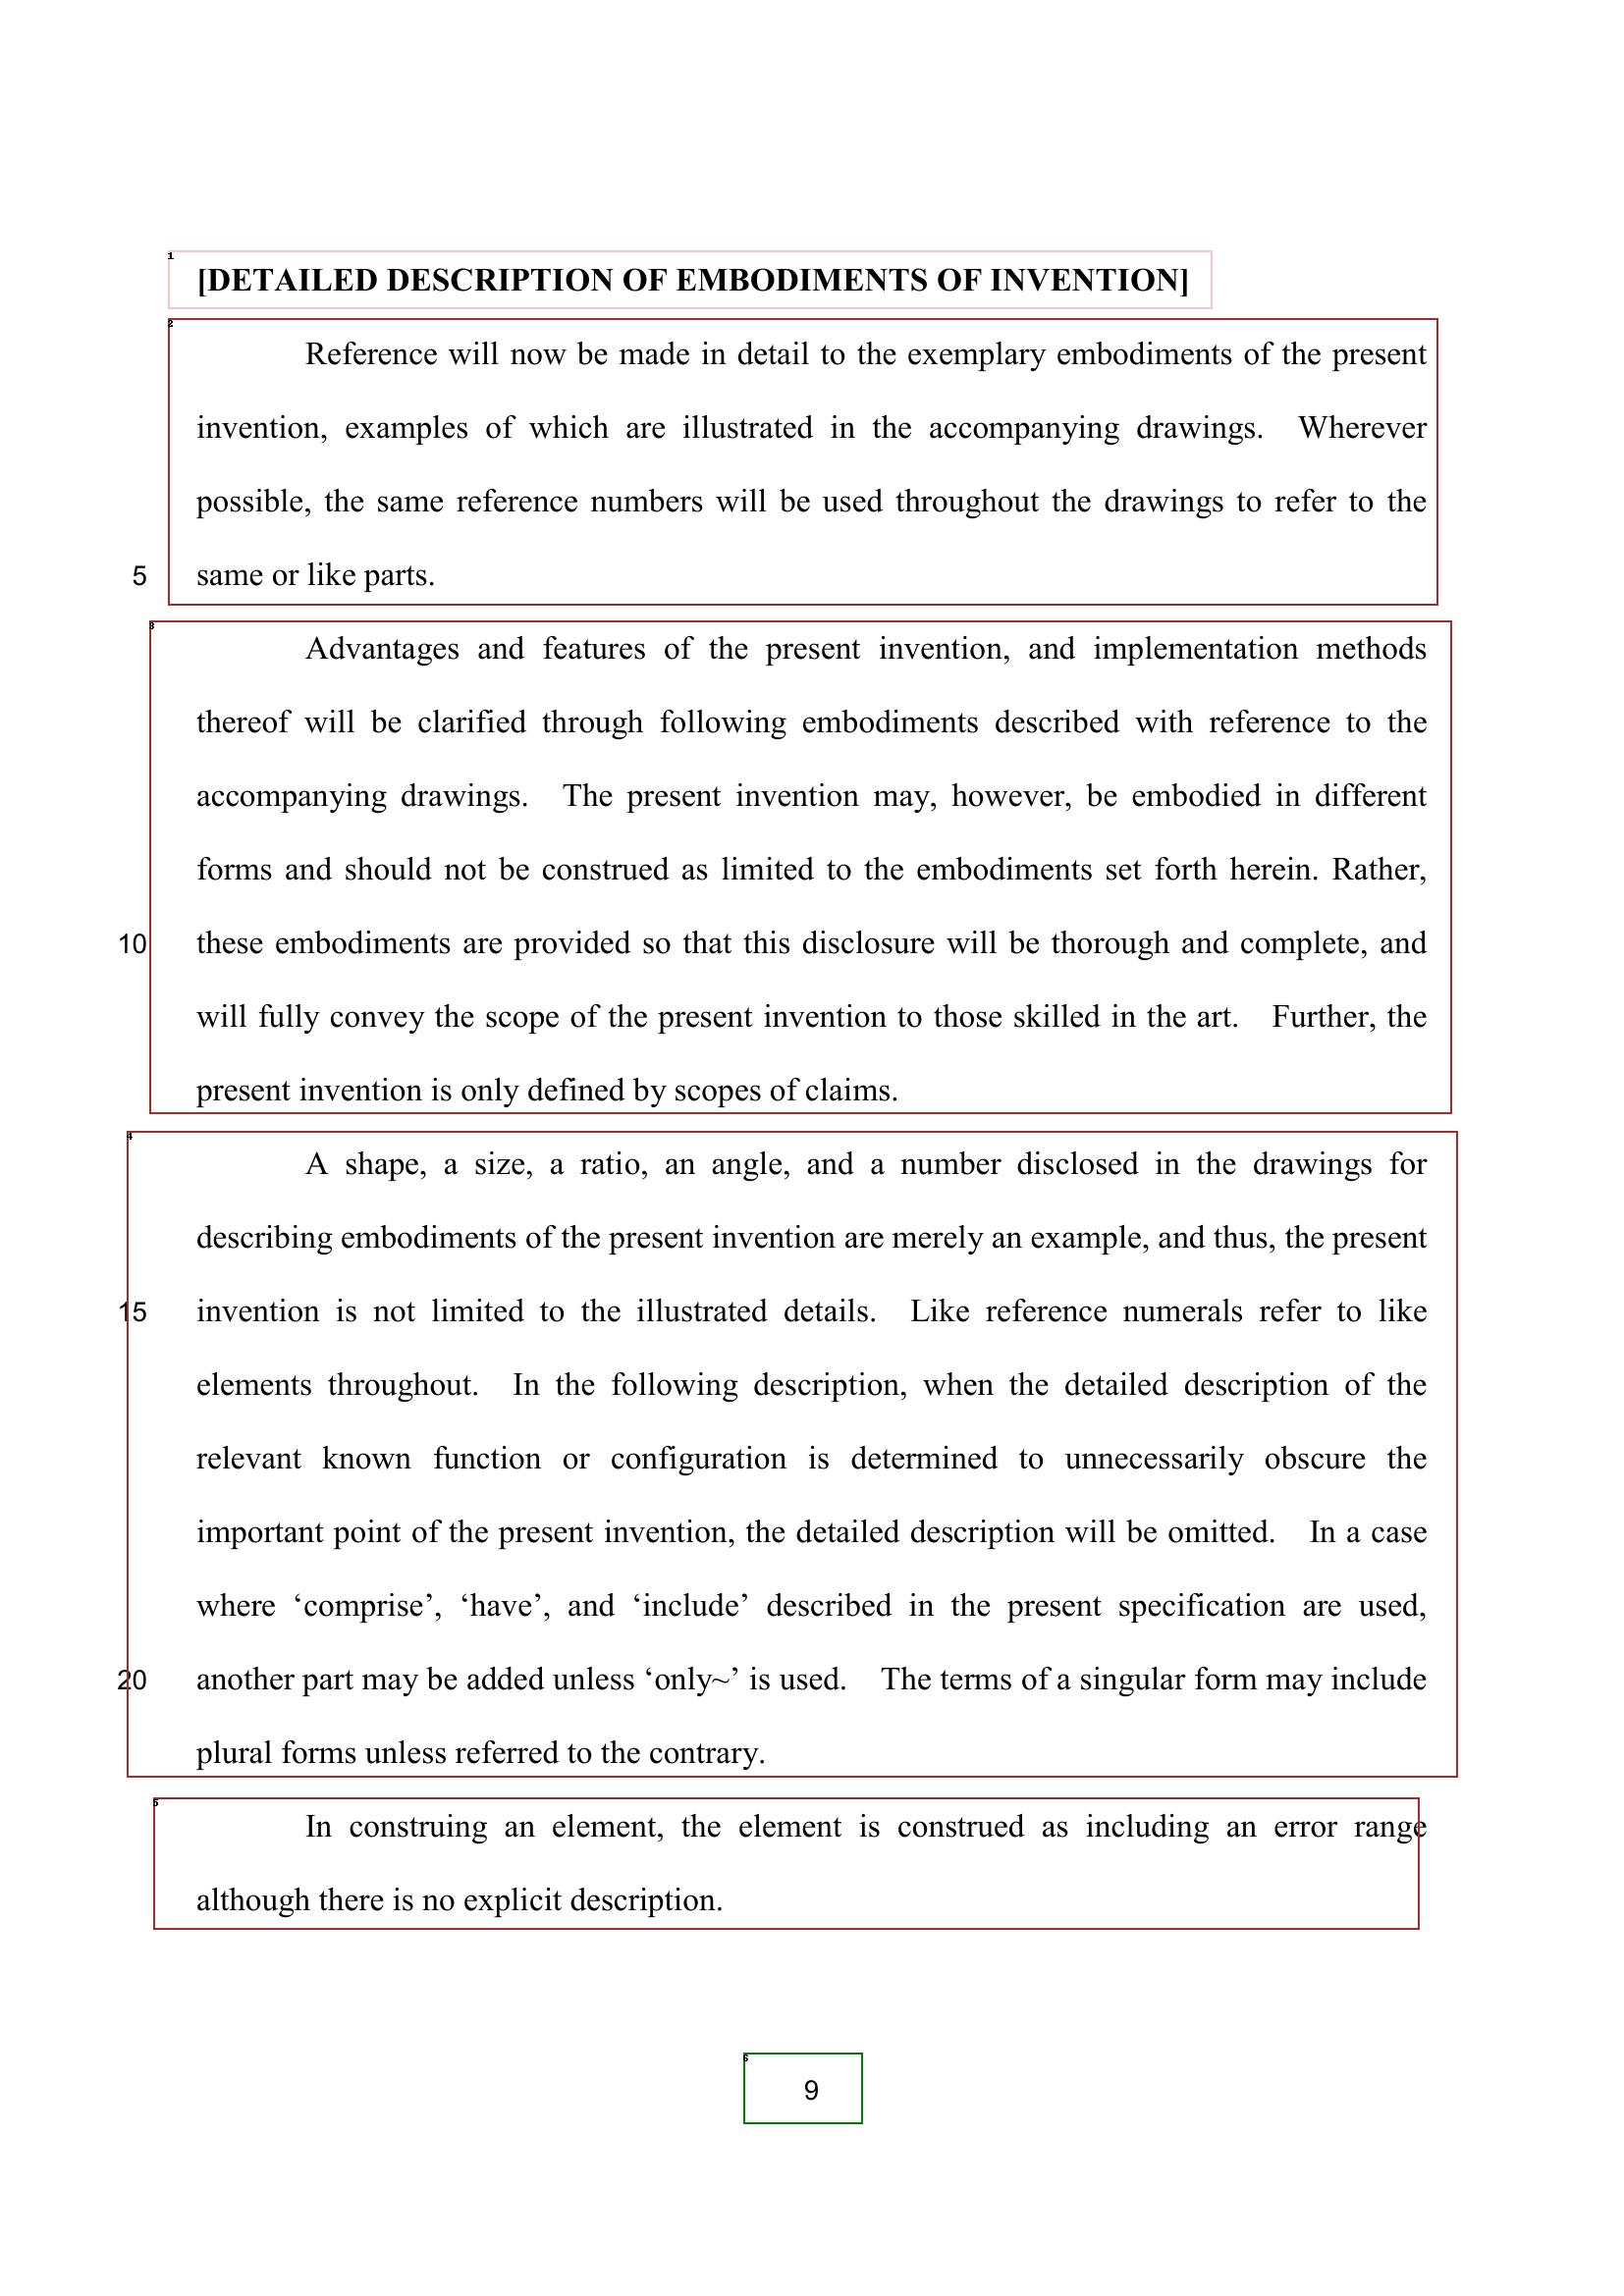 [DETAILED DESCRIPTION OF EMBODIMENTS OF INVENTION]
Reference will now be made in detail to the exemplary embodiments of the present
invention, examples of which are illustrated in the accompanying drawings. Wherever
possible, the same reference numbers will be used throughout the drawings to refer to the
5 same or like parts.
Advantages and features of the present invention, and implementation methods
thereof will be clarified through following embodiments described with reference to the
accompanying drawings. The present invention may, however, be embodied in different
forms and should not be construed as limited to the embodiments set forth herein. Rather,
10 these embodiments are provided so that this disclosure will be thorough and complete, and
will fully convey the scope of the present invention to those skilled in the art. Further, the
present invention is only defined by scopes of claims.
A shape, a size, a ratio, an angle, and a number disclosed in the drawings for
describing embodiments of the present invention are merely an example, and thus, the present
15 invention is not limited to the illustrated details. Like reference numerals refer to like
elements throughout. In the following description, when the detailed description of the
relevant known function or configuration is determined to unnecessarily obscure the
important point of the present invention, the detailed description will be omitted. In a case
where ‘comprise’, ‘have’, and ‘include’ described in the present specification are used,
20 another part may be added unless ‘only~’ is used. The terms of a singular form may include
plural forms unless referred to the contrary.
In construing an element, the element is construed as including an error range
although there is no explicit description.
9